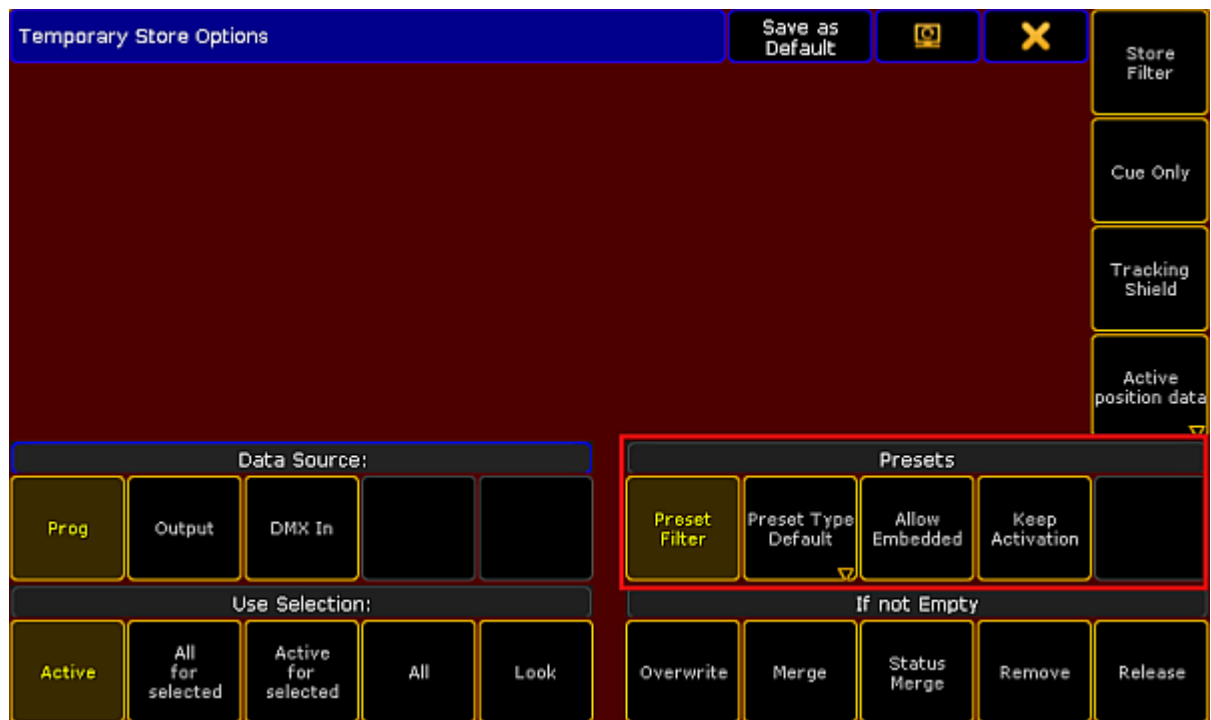 Temporary Store Options
Save as
Default
Store
Filter
Cue Only
Tracking
Shield
Active
position data
Data Source:
Prog
Output
DMX In
Presets
Preset
Filter
Preset Type
Default
Allow
Embedded
Keep
Activation
Use Selection:
Active
All
for
selected
Active
for
selected
All
Look
If not Empty
Overwrite
Merge
Status
Merge
Remove
Release